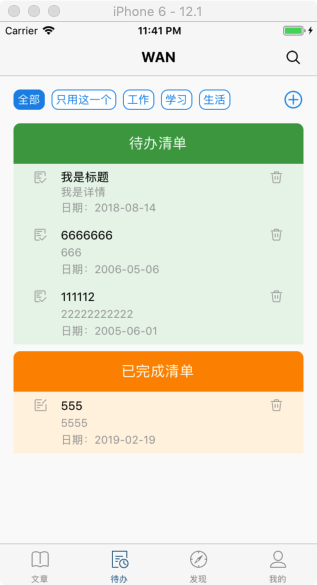 iPhone 6 - 12.1
Carrier 11:41 PM
WAN
全部 只用这一个 工作 学习 生活
待办清单
我是标题
我是详情
日期：2018-08-14
6666666
666
日期：2006-05-06
111112
22222222222
日期：2005-06-01
已完成清单
555
5555
日期：2019-02-19
文章 待办 发现 我的